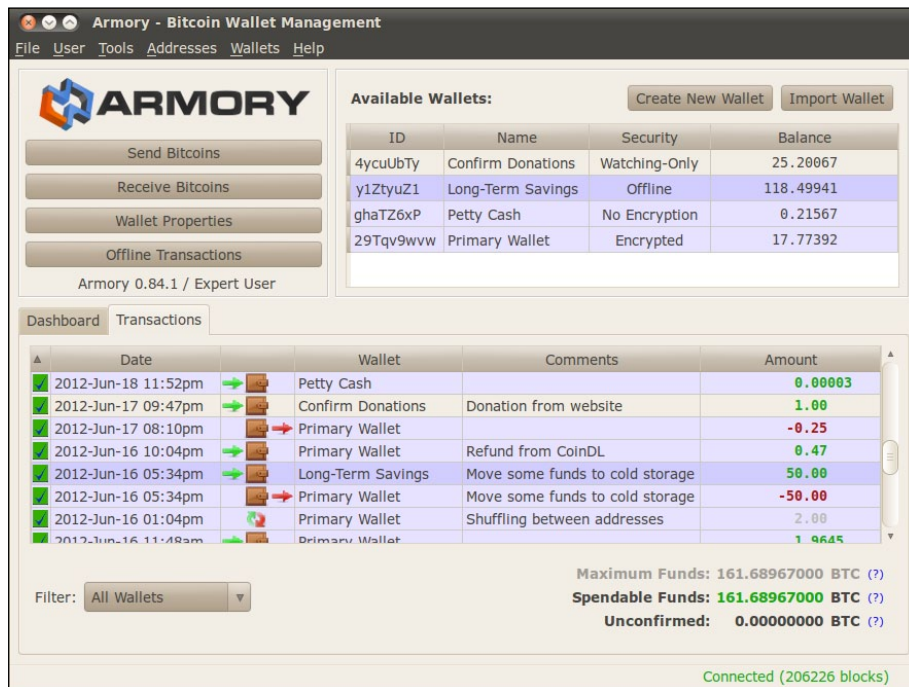 Armory - Bitcoin Wallet Management
File User Tools Addresses Wallets Help
ARMORY
Send Bitcoins
Receive Bitcoins
Wallet Properties
Offline Transactions
Armory 0.84.1 / Expert User
Available Wallets: Create New Wallet Import Wallet
ID Name Security Balance
4ycuUbTy Confirm Donations Watching-Only 25.20067
y1ZtyuZ1 Long-Term Savings Offline 118.49941
ghaTZ6xP Petty Cash No Encryption 0.21567
29Tqv9wvw Primary Wallet Encrypted 17.77392
Dashboard Transactions
Date Wallet Comments Amount
2012-Jun-18 11:52pm Petty Cash 0.00003
2012-Jun-17 09:47pm Confirm Donations Donation from website 1.00
2012-Jun-17 08:10pm Primary Wallet -0.25
2012-Jun-16 10:04pm Primary Wallet Refund from CoinDL 0.47
2012-Jun-16 05:34pm Long-Term Savings Move some funds to cold storage 50.00
2012-Jun-16 05:34pm Primary Wallet Move some funds to cold storage -50.00
2012-Jun-16 01:04pm Primary Wallet Shuffling between addresses 2.00
2012-Jun-16 11:48am Primary Wallet 1.9645
Maximum Funds: 161.68967000 BTC (?)
Filter: All Wallets Spendable Funds: 161.68967000 BTC (?)
Unconfirmed: 0.00000000 BTC (?)
Connected (206226 blocks)